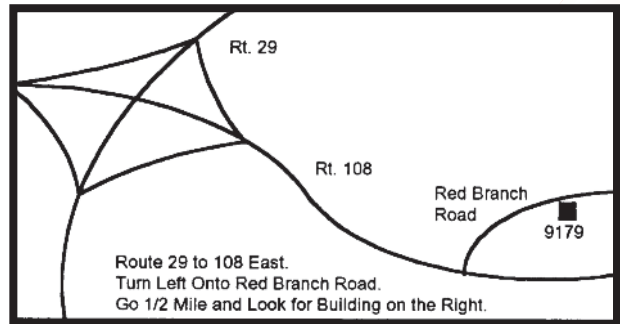 Rt. 29
Rt. 108
Red Branch
Road
9179
Route 29 to 108 East.
Turn Left Onto Red Branch Road.
Go 1/2 Mile and Look for Building on the Right.